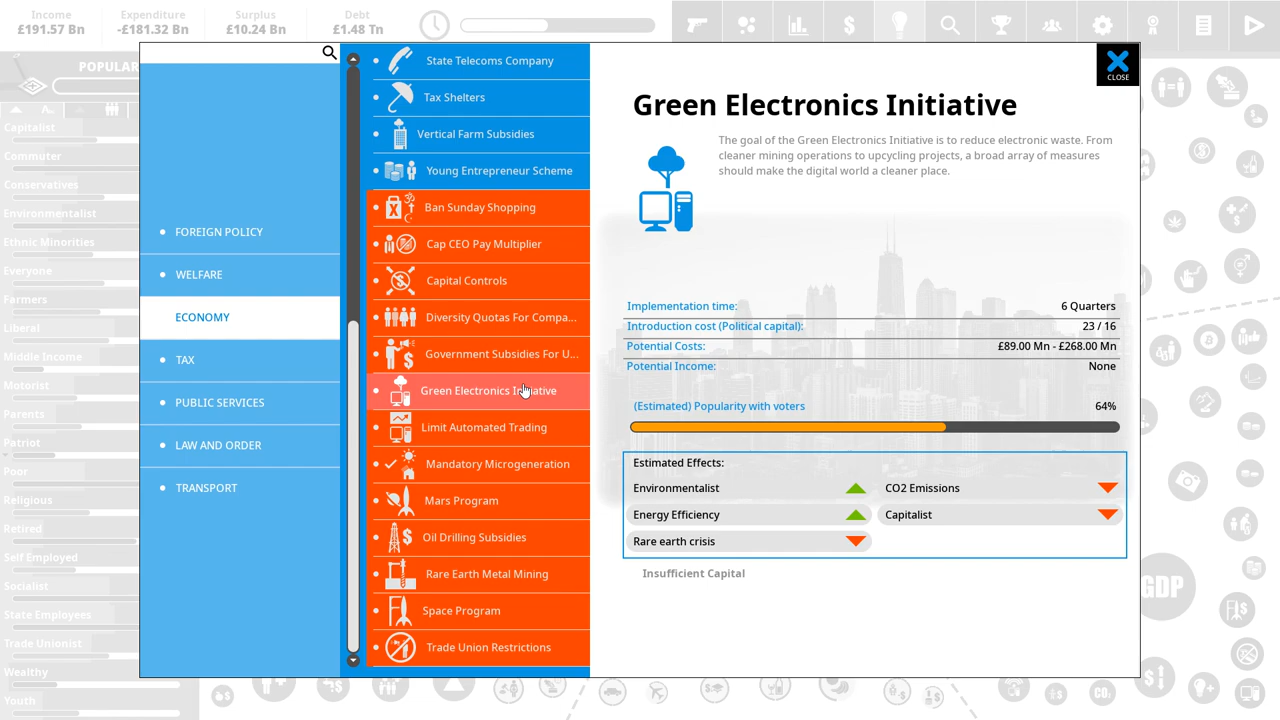 Income
£191.57 Bn
Expenditure
-£181.32 Bn
Surplus
£10.24 Bn
Debt
£1.48 Tn
POPULAR
Capitalist
Commuter
Conservatives
Environmentalist
Ethnic Minorities
Everyone
Farmers
Liberal
Middle Income
Motorist
Parents
Patriot
Poor
Religious
Retired
Self Employed
Socialist
State Employees
Trade Unionist
Wealthy
Youth
FOREIGN POLICY
WELFARE
ECONOMY
TAX
PUBLIC SERVICES
LAW AND ORDER
TRANSPORT
State Telecoms Company
Tax Shelters
Vertical Farm Subsidies
Young Entrepreneur Scheme
Ban Sunday Shopping
Cap CEO Pay Multiplier
Capital Controls
Diversity Quotas For Compa...
Government Subsidies For U...
Green Electronics Initiative
Limit Automated Trading
Mandatory Microgeneration
Mars Program
Oil Drilling Subsidies
Rare Earth Metal Mining
Space Program
Trade Union Restrictions
CLOSE
Green Electronics Initiative
The goal of the Green Electronics Initiative is to reduce electronic waste. From
cleaner mining operations to upcycling projects, a broad array of measures
should make the digital world a cleaner place.
Implementation time: 6 Quarters
Introduction cost (Political capital): 23 / 16
Potential Costs: £89.00 Mn - £268.00 Mn
Potential Income: None
(Estimated) Popularity with voters 64%
Estimated Effects:
Environmentalist
CO2 Emissions
Energy Efficiency
Capitalist
Rare earth crisis
Insufficient Capital
GDP
CO2